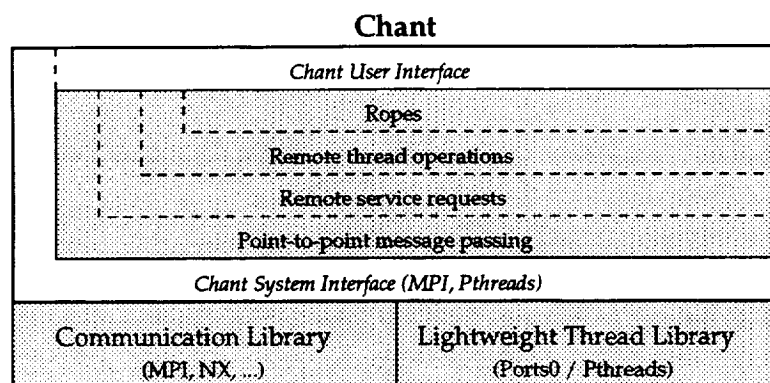 Chant
Chant User Interface
Ropes
Remote thread operations
Remote service requests
Point-to-point message passing
Chant System Interface (MPI, Pthreads)
Communication Library
(MPI, NX, ...)
Lightweight Thread Library
(Ports0 / Pthreads)